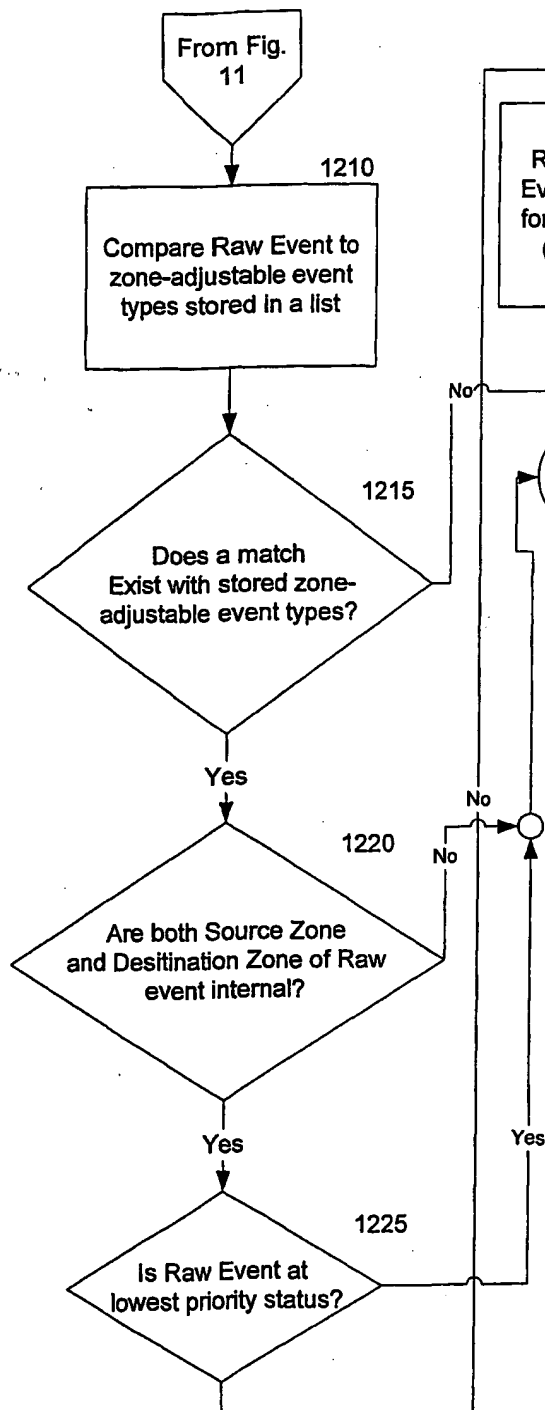 From Fig.
11
1210
Compare Raw Event to
zone-adjustable event
types stored in a list
R
Ev
for
(
No
1215
Does a match
Exist with stored zone-
adjustable event types?
Yes
No
1220
No
Are both Source Zone
and Desitination Zone of Raw
event internal?
Yes
Yes
1225
Is Raw Event at
lowest priority status?